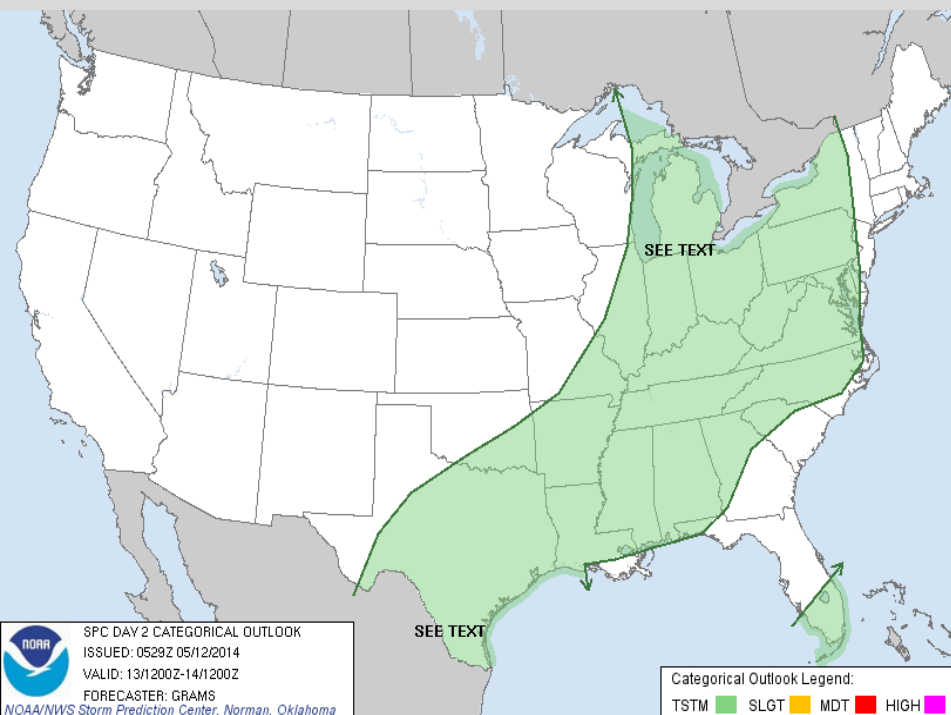 SEE TEXT
SEE TEXT
NOAA
SPC DAY 2 CATEGORICAL OUTLOOK
ISSUED: 0529Z 05/12/2014
VALID: 13/1200Z-14/1200Z
FORECASTER: GRAMS
NOAA/NWS Storm Prediction Center, Norman, Oklahoma
Categorical Outlook Legend:
TSTM SLGT MDT HIGH